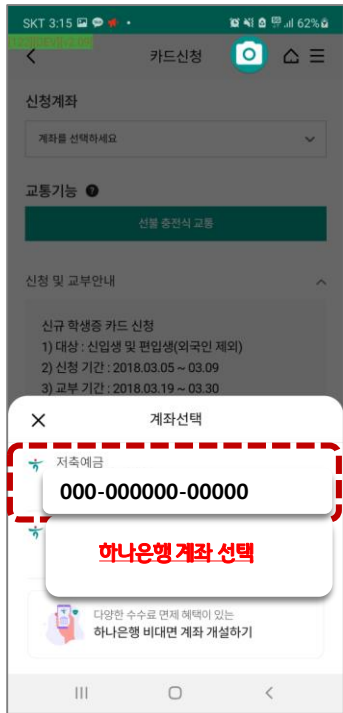 SKT 3:15
62%
카드신청
신청계좌
계좌를 선택하세요
교통기능 ?
선불 충전식 교통
신청 및 교부안내
신규 학생증 카드 신청
1) 대상 : 신입생 및 편입생(외국인 제외)
2) 신청 기간 : 2018.03.05 ~ 03.09
3) 교부 기간 : 2018.03.19 ~ 03.30
계좌선택
저축예금
000-000000-00000
하나은행 계좌 선택
다양한 수수료 면제 혜택이 있는
하나은행 비대면 계좌 개설하기